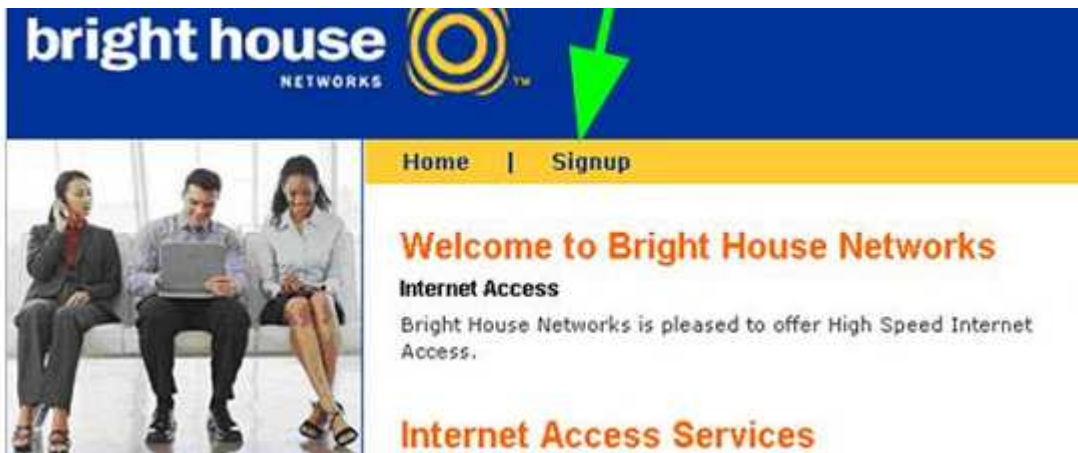 bright house
NETWORKS
TM
Home | Signup
Welcome to Bright House Networks
Internet Access
Bright House Networks is pleased to offer High Speed Internet
Access.
Internet Access Services